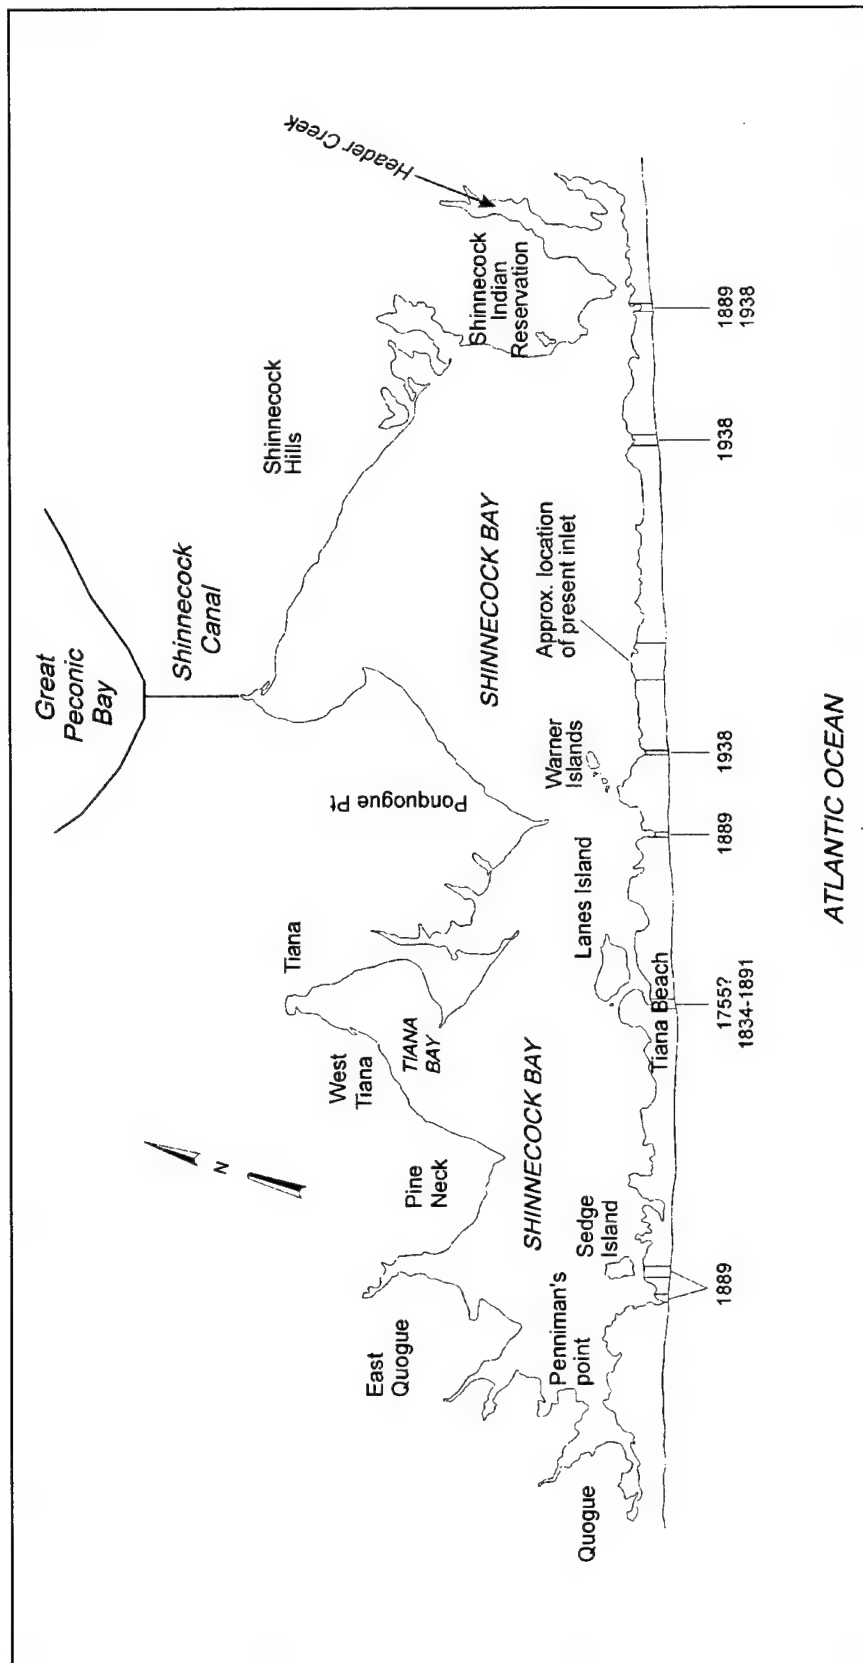 Great
Peconic
Bay
Shinnecock
Canal
Shinnecock
Hills
Header Creek
Shinnecock
Indian
Reservation
Tiana
West
Tiana
TIANA
BAY
Ponquogue Pt
SHINNECOCK BAY
N
Pine
Neck
East
Quogue
SHINNECOCK BAY
Quogue
Penniman's
point
Sedge
Island
Lanes Island
Warner
Islands
Approx. location
of present inlet
Tiana Beach
1889
1755?
1834-1891
1889
1938
1938
1889
1938
ATLANTIC OCEAN